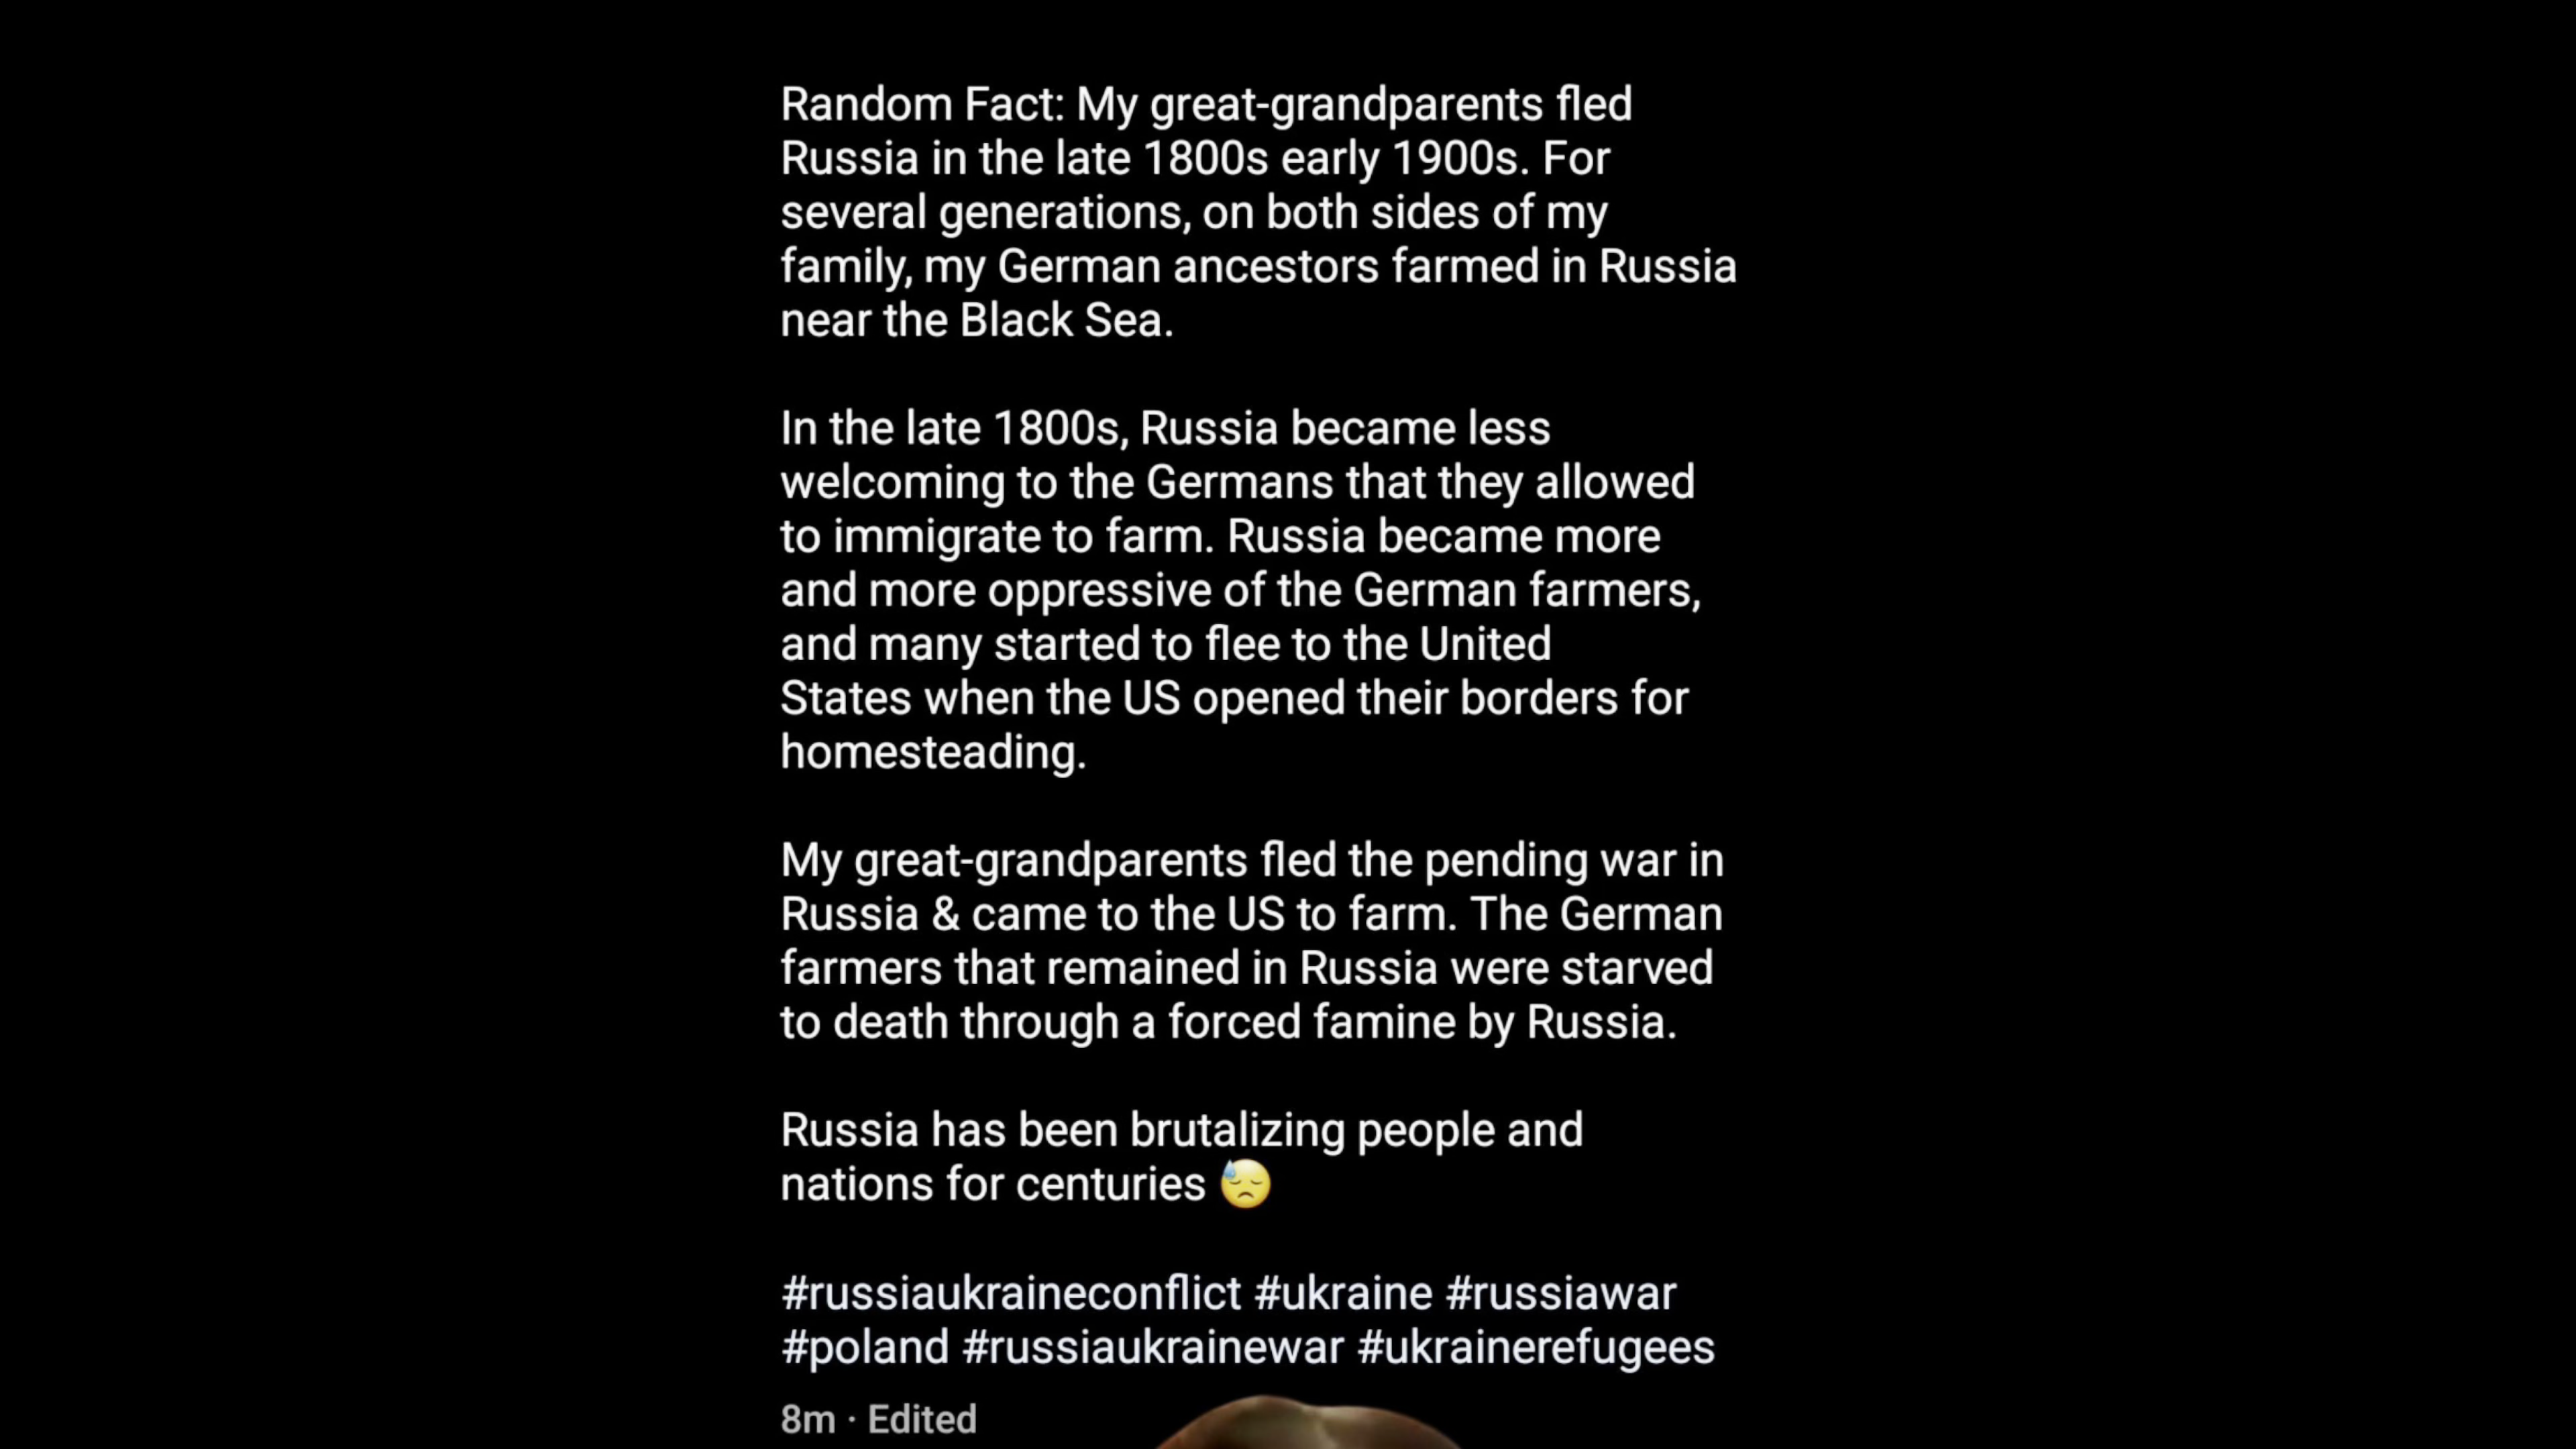 Random Fact: My great-grandparents fled
Russia in the late 1800s early 1900s. For
several generations, on both sides of my
family, my German ancestors farmed in Russia
near the Black Sea.
In the late 1800s, Russia became less
welcoming to the Germans that they allowed
to immigrate to farm. Russia became more
and more oppressive of the German farmers,
and many started to flee to the United
States when the US opened their borders for
homesteading.
My great-grandparents fled the pending war in
Russia & came to the US to farm. The German
farmers that remained in Russia were starved
to death through a forced famine by Russia.
Russia has been brutalizing people and
nations for centuries 😓
#russiaukraineconflict #ukraine #russiawar
#poland #russiaukrainewar #ukrainerefugees
8m · Edited